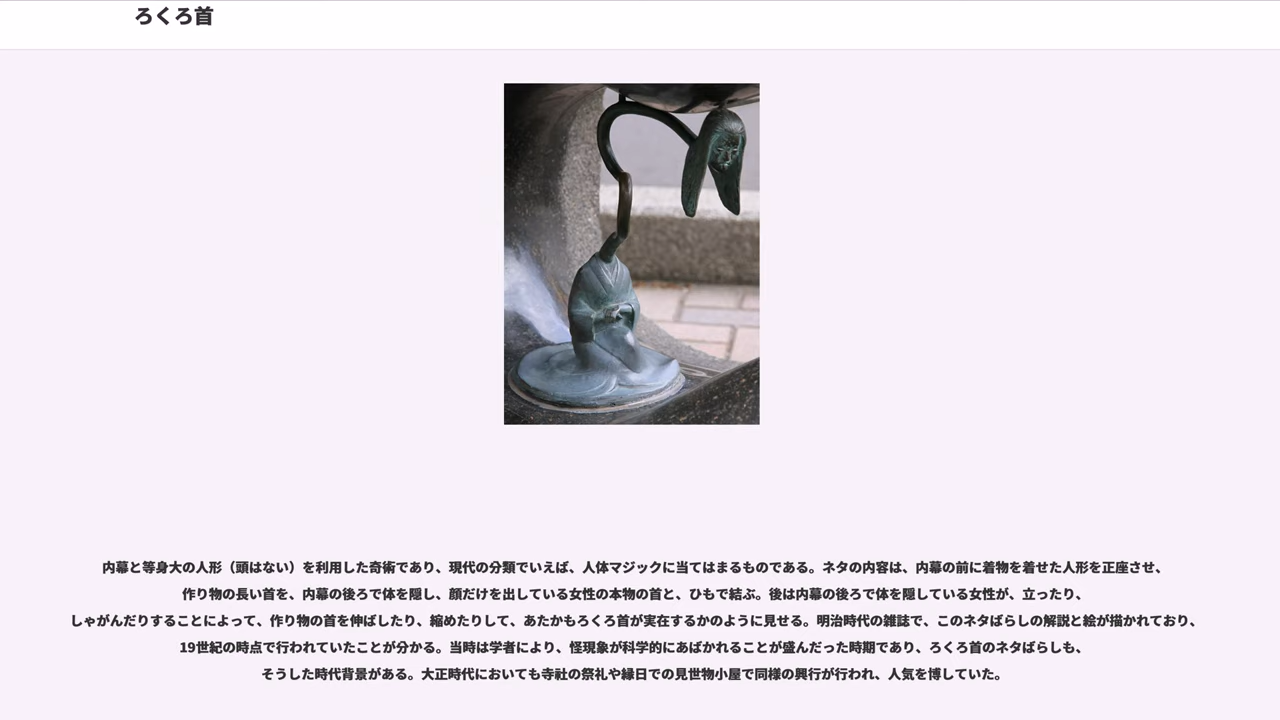 ろくろ首
内幕と等身大の人形（頭はない）を利用した奇術であり、現代の分類でいえば、人体マジックに当てはまるものである。ネタの内容は、内幕の前に着物を着せた人形を正座させ、
作り物の長い首を、内幕の後ろで体を隠し、顔だけを出している女性の本物の首と、ひもで結ぶ。後は内幕の後ろで体を隠している女性が、立ったり、
しゃがんだりすることによって、作り物の首を伸ばしたり、縮めたりして、あたかもろくろ首が実在するかのように見せる。明治時代の雑誌で、このネタばらしの解説と絵が描かれており、
19世紀の時点で行われていたことが分かる。当時は学者により、怪現象が科学的にあばかれることが盛んだった時期であり、ろくろ首のネタばらしも、
そうした時代背景がある。大正時代においても寺社の祭礼や縁日での見世物小屋で同様の興行が行われ、人気を博していた。